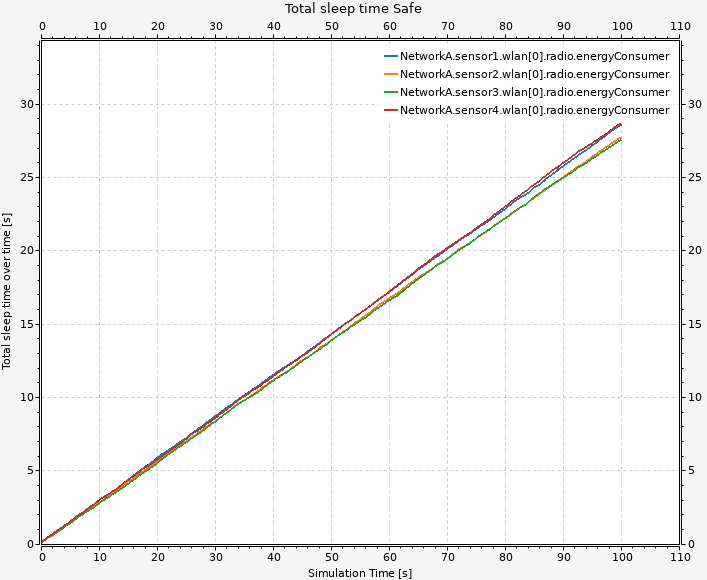 Total sleep time Safe
0 10 20 30 40 50 60 70 80 90 100 110
NetworkA.sensor1.wlan[0].radio.energyConsumer
NetworkA.sensor2.wlan[0].radio.energyConsumer
NetworkA.sensor3.wlan[0].radio.energyConsumer
NetworkA.sensor4.wlan[0].radio.energyConsumer
30 30
25 25
20 20
15 15
10 10
5 5
0 0
Total sleep time over time [s]
0 10 20 30 40 50 60 70 80 90 100 110
Simulation Time [s]